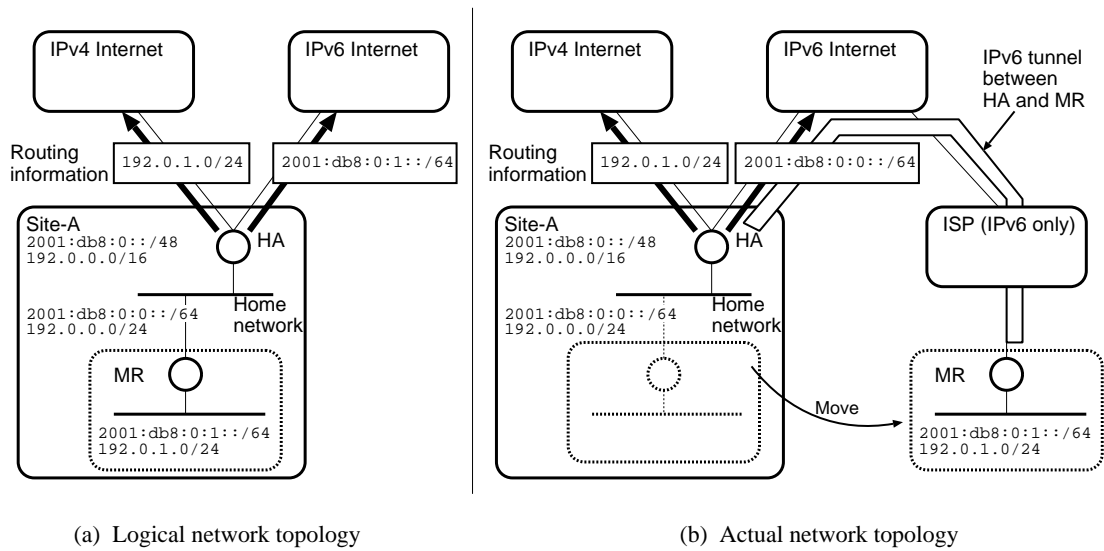 IPv4 Internet
IPv6 Internet
Routing
information
192.0.1.0/24
2001:db8:0:1::/64
Site-A
2001:db8:0::/48
192.0.0.0/16
HA
2001:db8:0:0::/64
192.0.0.0/24
Home
network
MR
2001:db8:0:1::/64
192.0.1.0/24
(a) Logical network topology
IPv4 Internet
IPv6 Internet
IPv6 tunnel
between
HA and MR
Routing
information
192.0.1.0/24
2001:db8:0:0::/64
Site-A
2001:db8:0::/48
192.0.0.0/16
HA
ISP (IPv6 only)
2001:db8:0:0::/64
192.0.0.0/24
Home
network
Move
MR
2001:db8:0:1::/64
192.0.1.0/24
(b) Actual network topology